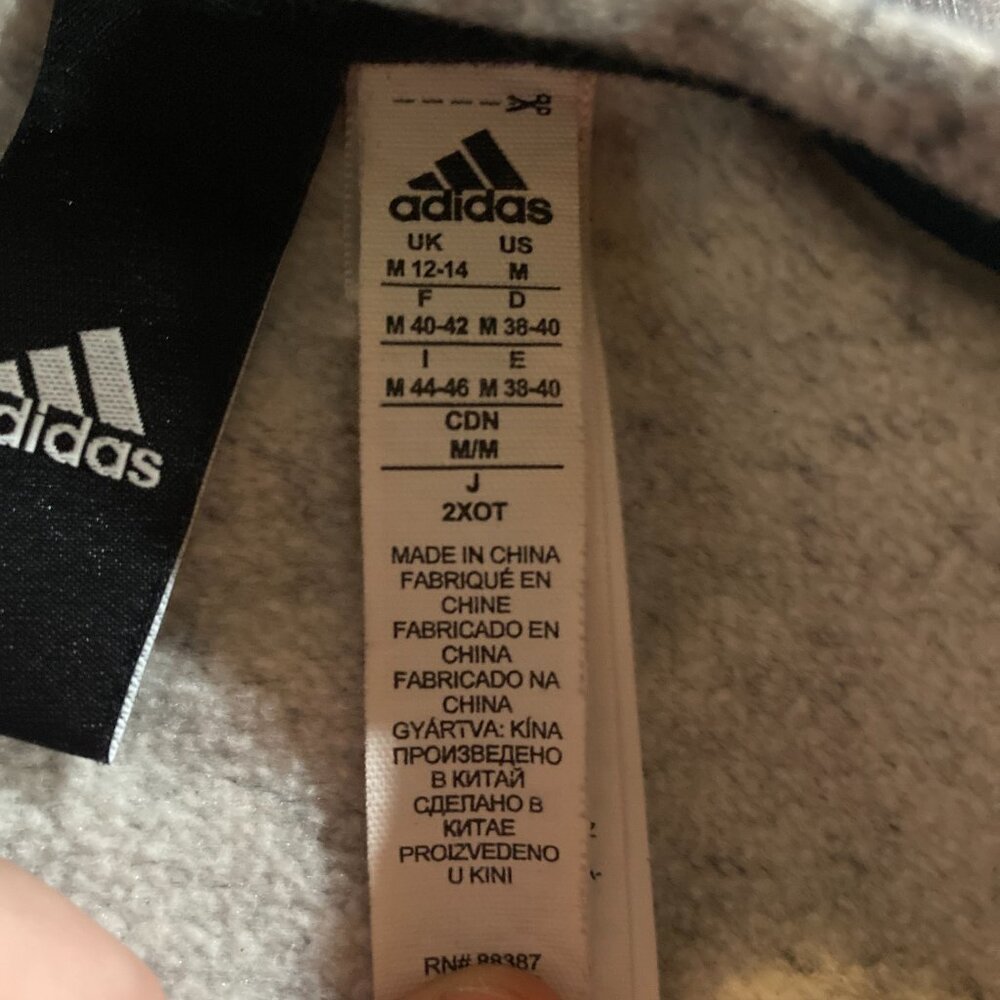 adidas
adidas
UK US
M 12-14 M
F D
M 40-42 M 38-40
I E
M 44-46 M 38-40
CDN
M/M
J
2XOT
MADE IN CHINA
FABRIQUÉ EN
CHINE
FABRICADO EN
CHINA
FABRICADO NA
CHINA
GYÁRTVA: KÍNA
ПРОИЗВЕДЕНО
В КИТАЙ
СДЕЛАНО В
КИТАЕ
PROIZVEDENO
U KINI
RN# 88387